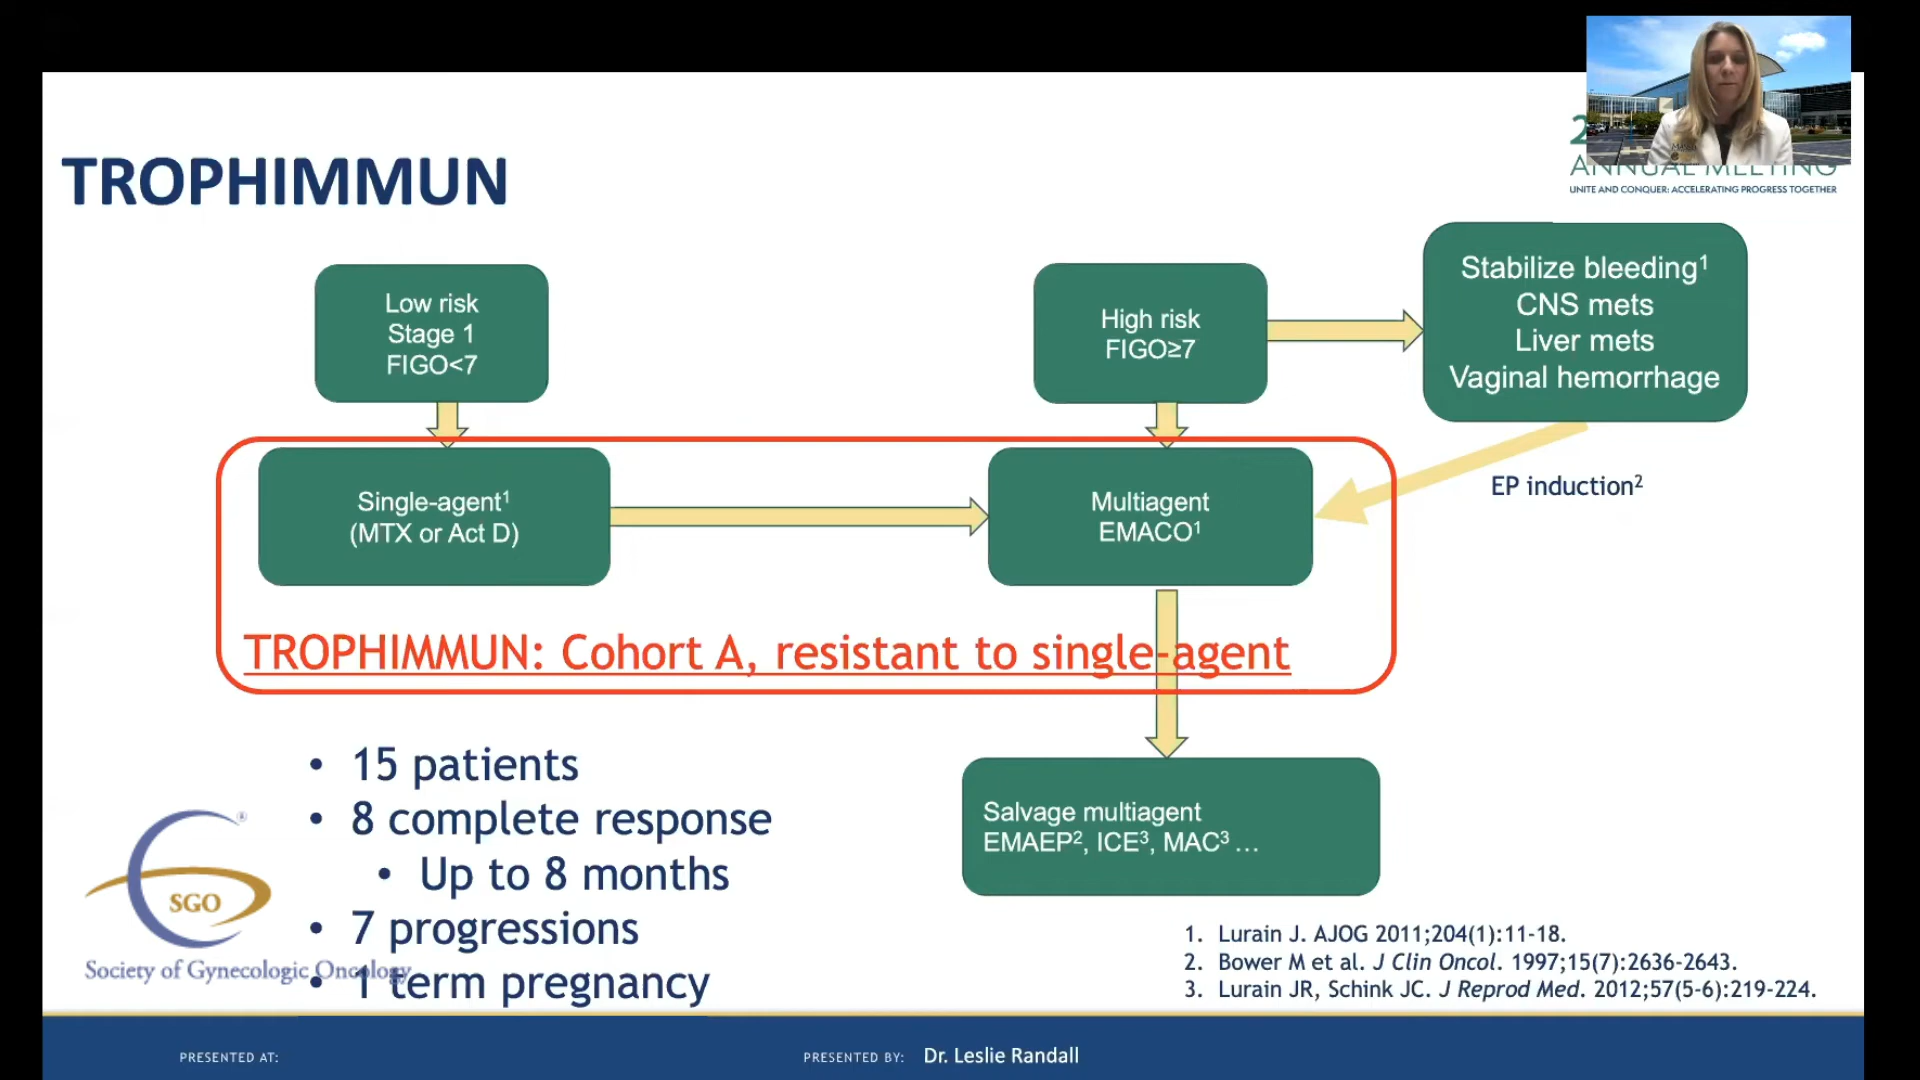 TROPHIMMUN
ANNUAL MEETING
UNITE AND CONQUER: ACCELERATING PROGRESS TOGETHER
Low risk
Stage 1
FIGO<7
High risk
FIGO≥7
Stabilize bleeding¹
CNS mets
Liver mets
Vaginal hemorrhage
Single-agent¹
(MTX or Act D)
Multiagent
EMACO¹
EP induction²
TROPHIMMUN: Cohort A, resistant to single-agent
• 15 patients
• 8 complete response
• Up to 8 months
• 7 progressions
• 1 term pregnancy
Salvage multiagent
EMAEP², ICE³, MAC³ …
SGO
Society of Gynecologic Oncology
1. Lurain J. AJOG 2011;204(1):11-18.
2. Bower M et al. J Clin Oncol. 1997;15(7):2636-2643.
3. Lurain JR, Schink JC. J Reprod Med. 2012;57(5-6):219-224.
PRESENTED AT:
PRESENTED BY: Dr. Leslie Randall